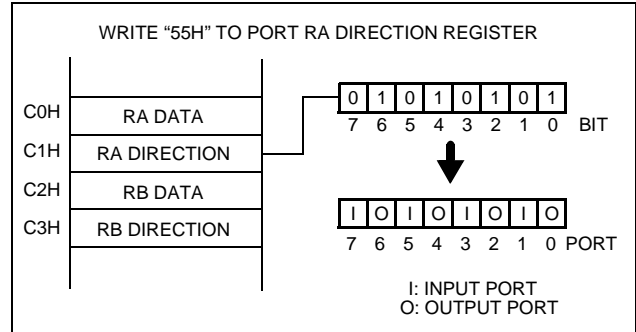 WRITE “55H” TO PORT RA DIRECTION REGISTER
0 1 0 1 0 1 0 1
7 6 5 4 3 2 1 0 BIT
C0H RA DATA
C1H RA DIRECTION
C2H RB DATA
C3H RB DIRECTION
I O I O I O I O
7 6 5 4 3 2 1 0 PORT
I: INPUT PORT
O: OUTPUT PORT